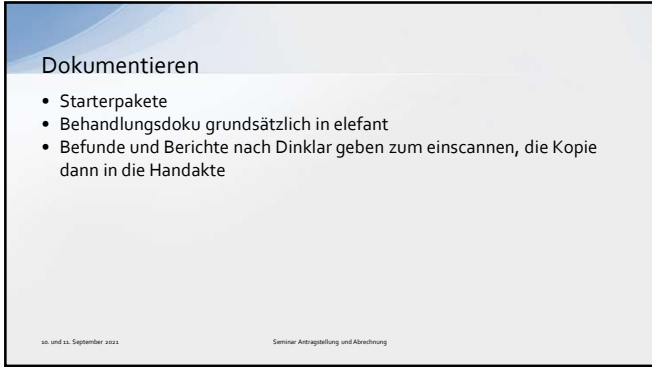 Dokumentieren
• Starterpakete
• Behandlungsdoku grundsätzlich in elefant
• Befunde und Berichte nach Dinklar geben zum einscannen, die Kopie
dann in die Handakte
10. und 11. September 2021
Seminar Antragstellung und Abrechnung